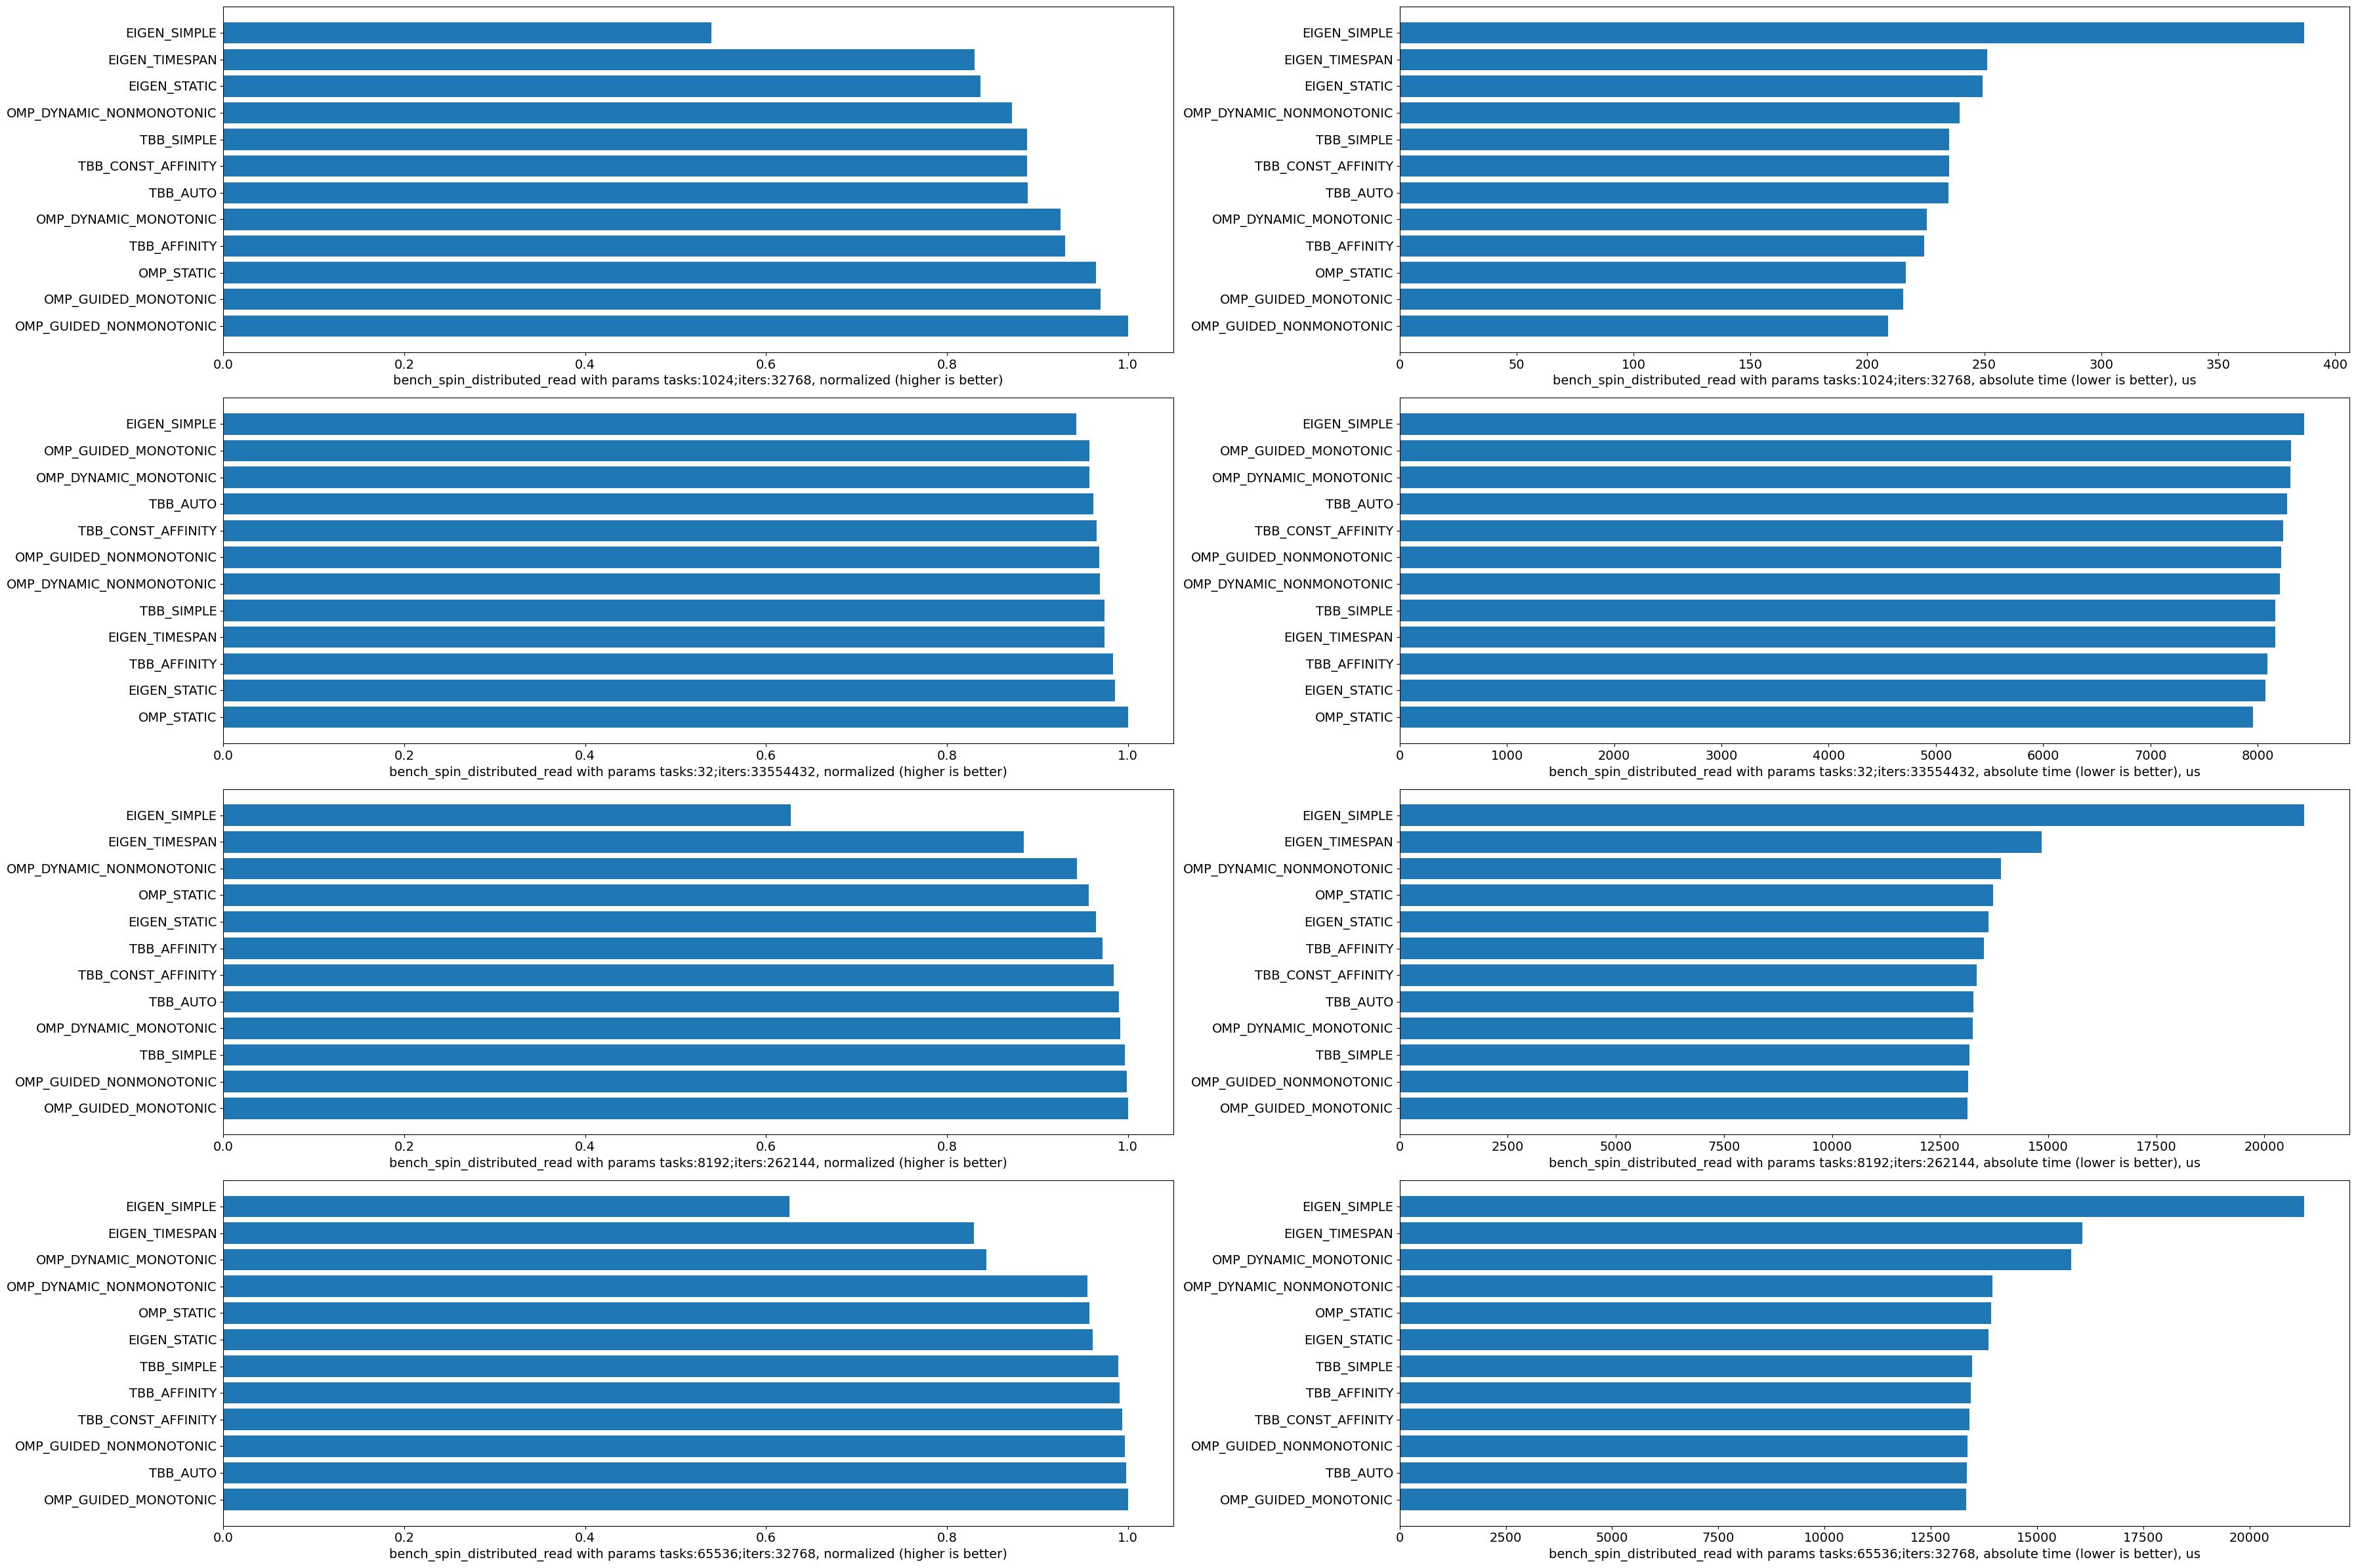 EIGEN_SIMPLE
EIGEN_TIMESPAN
EIGEN_STATIC
OMP_DYNAMIC_NONMONOTONIC
TBB_SIMPLE
TBB_CONST_AFFINITY
TBB_AUTO
OMP_DYNAMIC_MONOTONIC
TBB_AFFINITY
OMP_STATIC
OMP_GUIDED_MONOTONIC
OMP_GUIDED_NONMONOTONIC
0.0 0.2 0.4 0.6 0.8 1.0
bench_spin_distributed_read with params tasks:1024;iters:32768, normalized (higher is better)
EIGEN_SIMPLE
EIGEN_TIMESPAN
EIGEN_STATIC
OMP_DYNAMIC_NONMONOTONIC
TBB_SIMPLE
TBB_CONST_AFFINITY
TBB_AUTO
OMP_DYNAMIC_MONOTONIC
TBB_AFFINITY
OMP_STATIC
OMP_GUIDED_MONOTONIC
OMP_GUIDED_NONMONOTONIC
0 50 100 150 200 250 300 350 400
bench_spin_distributed_read with params tasks:1024;iters:32768, absolute time (lower is better), us
EIGEN_SIMPLE
OMP_GUIDED_MONOTONIC
OMP_DYNAMIC_MONOTONIC
TBB_AUTO
TBB_CONST_AFFINITY
OMP_GUIDED_NONMONOTONIC
OMP_DYNAMIC_NONMONOTONIC
TBB_SIMPLE
EIGEN_TIMESPAN
TBB_AFFINITY
EIGEN_STATIC
OMP_STATIC
0.0 0.2 0.4 0.6 0.8 1.0
bench_spin_distributed_read with params tasks:32;iters:33554432, normalized (higher is better)
EIGEN_SIMPLE
OMP_GUIDED_MONOTONIC
OMP_DYNAMIC_MONOTONIC
TBB_AUTO
TBB_CONST_AFFINITY
OMP_GUIDED_NONMONOTONIC
OMP_DYNAMIC_NONMONOTONIC
TBB_SIMPLE
EIGEN_TIMESPAN
TBB_AFFINITY
EIGEN_STATIC
OMP_STATIC
0 1000 2000 3000 4000 5000 6000 7000 8000
bench_spin_distributed_read with params tasks:32;iters:33554432, absolute time (lower is better), us
EIGEN_SIMPLE
EIGEN_TIMESPAN
OMP_DYNAMIC_NONMONOTONIC
OMP_STATIC
EIGEN_STATIC
TBB_AFFINITY
TBB_CONST_AFFINITY
TBB_AUTO
OMP_DYNAMIC_MONOTONIC
TBB_SIMPLE
OMP_GUIDED_NONMONOTONIC
OMP_GUIDED_MONOTONIC
0.0 0.2 0.4 0.6 0.8 1.0
bench_spin_distributed_read with params tasks:8192;iters:262144, normalized (higher is better)
EIGEN_SIMPLE
EIGEN_TIMESPAN
OMP_DYNAMIC_NONMONOTONIC
OMP_STATIC
EIGEN_STATIC
TBB_AFFINITY
TBB_CONST_AFFINITY
TBB_AUTO
OMP_DYNAMIC_MONOTONIC
TBB_SIMPLE
OMP_GUIDED_NONMONOTONIC
OMP_GUIDED_MONOTONIC
0 2500 5000 7500 10000 12500 15000 17500 20000
bench_spin_distributed_read with params tasks:8192;iters:262144, absolute time (lower is better), us
EIGEN_SIMPLE
EIGEN_TIMESPAN
OMP_DYNAMIC_MONOTONIC
OMP_DYNAMIC_NONMONOTONIC
OMP_STATIC
EIGEN_STATIC
TBB_SIMPLE
TBB_AFFINITY
TBB_CONST_AFFINITY
OMP_GUIDED_NONMONOTONIC
TBB_AUTO
OMP_GUIDED_MONOTONIC
0.0 0.2 0.4 0.6 0.8 1.0
bench_spin_distributed_read with params tasks:65536;iters:32768, normalized (higher is better)
EIGEN_SIMPLE
EIGEN_TIMESPAN
OMP_DYNAMIC_MONOTONIC
OMP_DYNAMIC_NONMONOTONIC
OMP_STATIC
EIGEN_STATIC
TBB_SIMPLE
TBB_AFFINITY
TBB_CONST_AFFINITY
OMP_GUIDED_NONMONOTONIC
TBB_AUTO
OMP_GUIDED_MONOTONIC
0 2500 5000 7500 10000 12500 15000 17500 20000
bench_spin_distributed_read with params tasks:65536;iters:32768, absolute time (lower is better), us